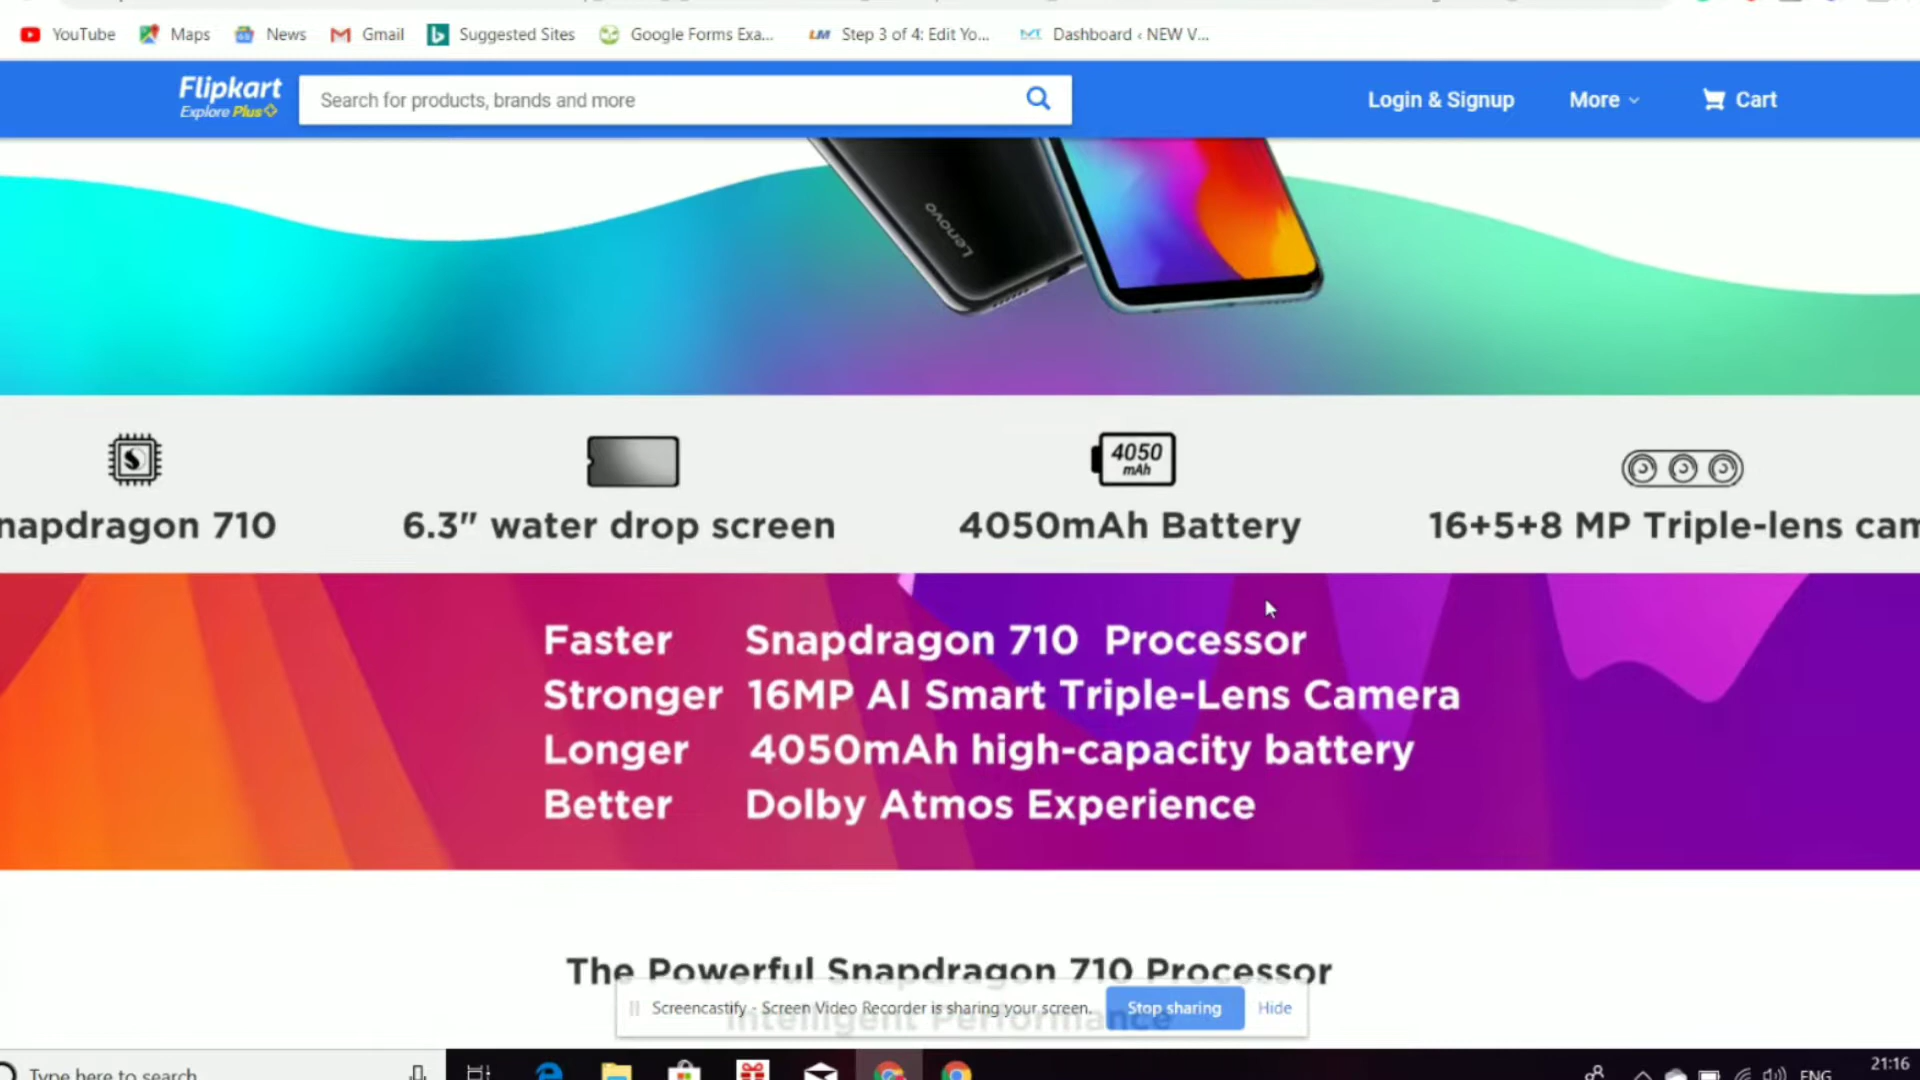 YouTube Maps News Gmail Suggested Sites Google Forms Exa... LM Step 3 of 4: Edit Yo... Dashboard ‹ NEW V...
Flipkart
Explore Plus
Search for products, brands and more
Login & Signup More Cart
Lenovo
4050
mAh
napdragon 710 6.3" water drop screen 4050mAh Battery 16+5+8 MP Triple-lens cam
Faster Snapdragon 710 Processor
Stronger 16MP AI Smart Triple-Lens Camera
Longer 4050mAh high-capacity battery
Better Dolby Atmos Experience
The Powerful Snapdragon 710 Processor
Screencastify - Screen Video Recorder is sharing your screen. Stop sharing Hide
Intelligent Performance
Type here to search
ENG
21:16